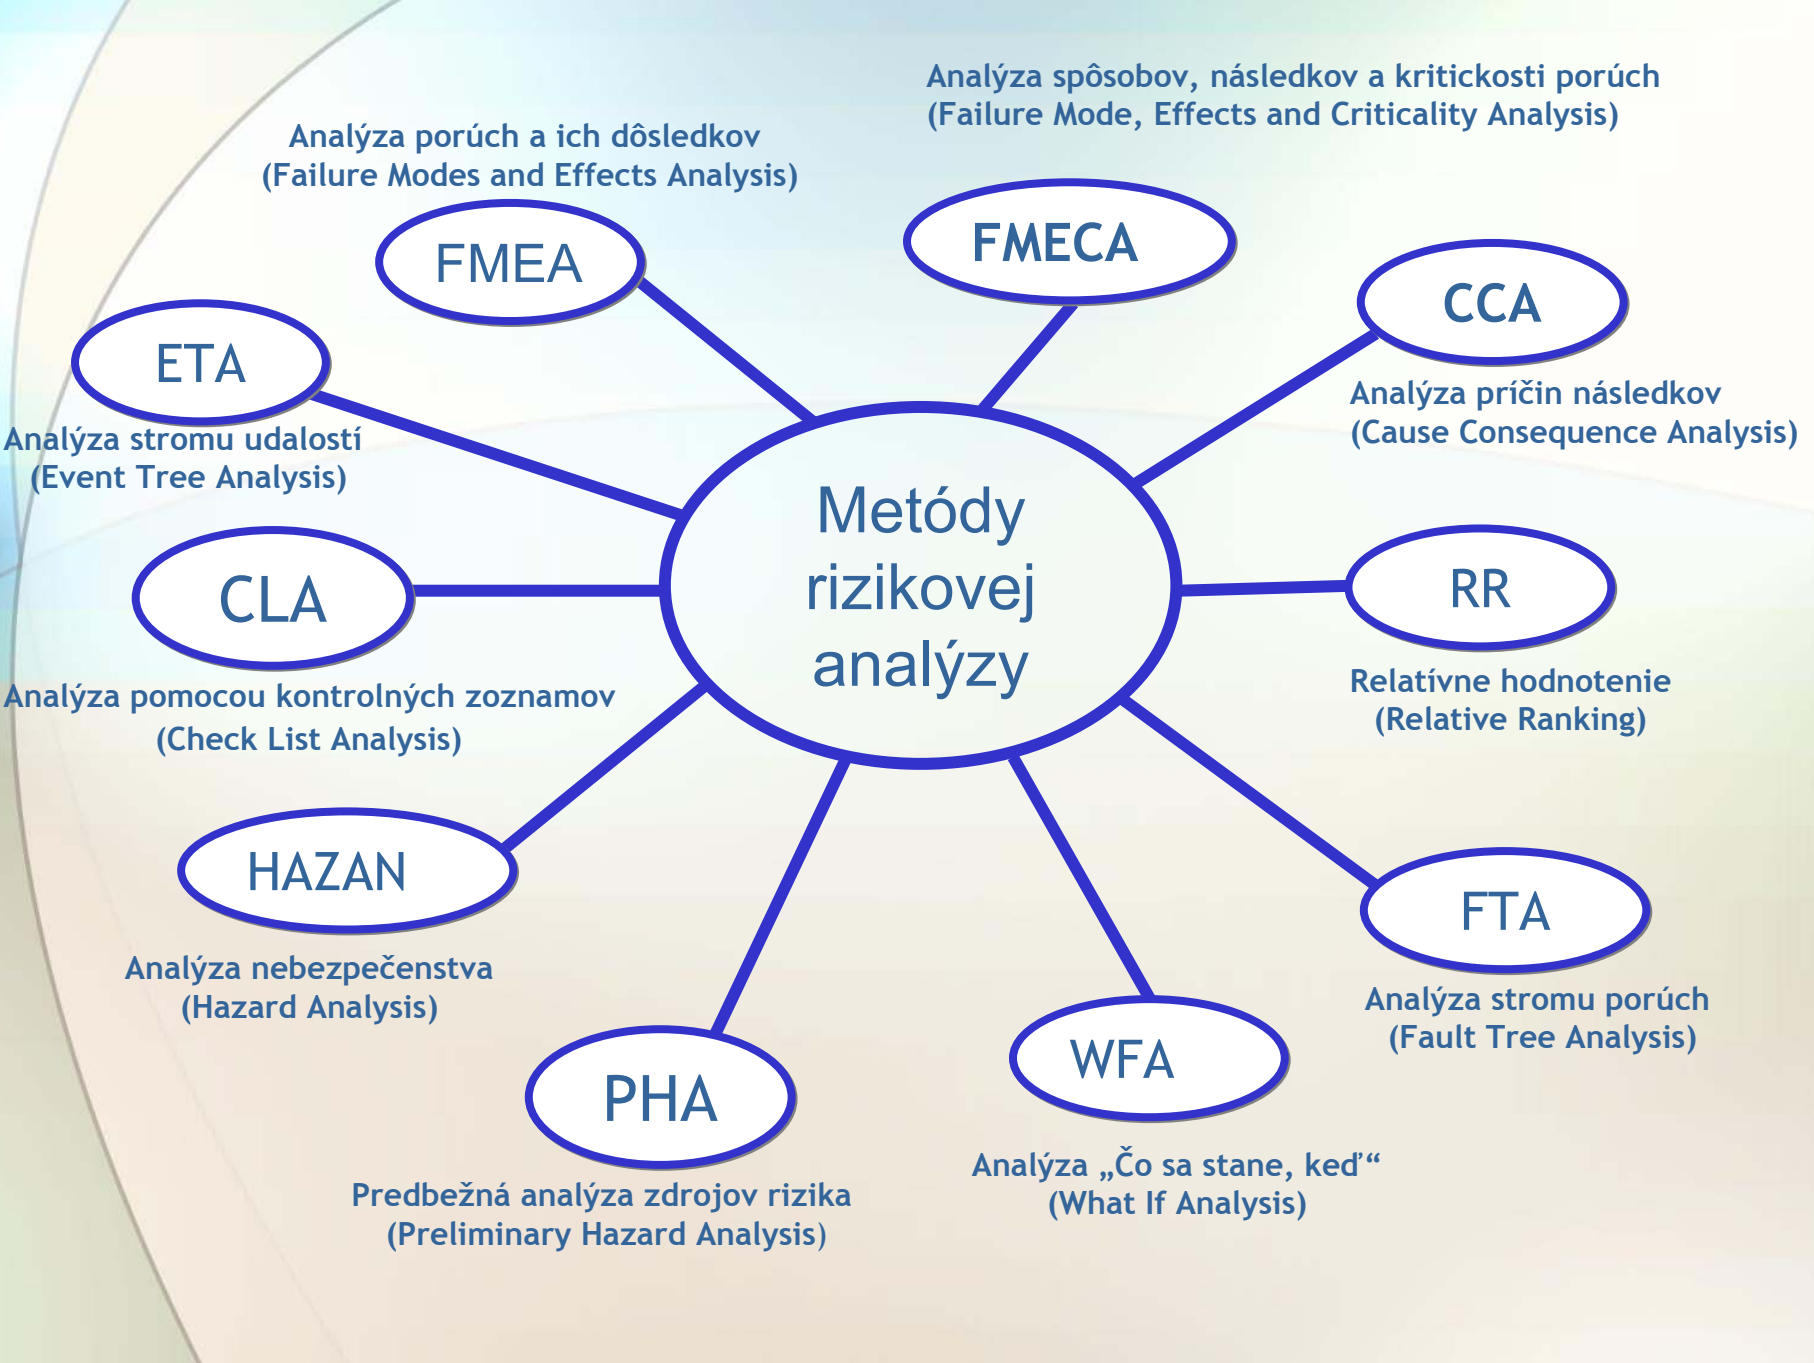 Analýza spôsobov, následkov a kritickosti porúch
(Failure Mode, Effects and Criticality Analysis)
Analýza porúch a ich dôsledkov
(Failure Modes and Effects Analysis)
FMEA
FMECA
CCA
Analýza príčin následkov
(Cause Consequence Analysis)
ETA
Analýza stromu udalostí
(Event Tree Analysis)
Metódy
rizikovej
analýzy
CLA
Analýza pomocou kontrolných zoznamov
(Check List Analysis)
RR
Relatívne hodnotenie
(Relative Ranking)
HAZAN
Analýza nebezpečenstva
(Hazard Analysis)
FTA
Analýza stromu porúch
(Fault Tree Analysis)
PHA
Predbežná analýza zdrojov rizika
(Preliminary Hazard Analysis)
WFA
Analýza „Čo sa stane, keď“
(What If Analysis)